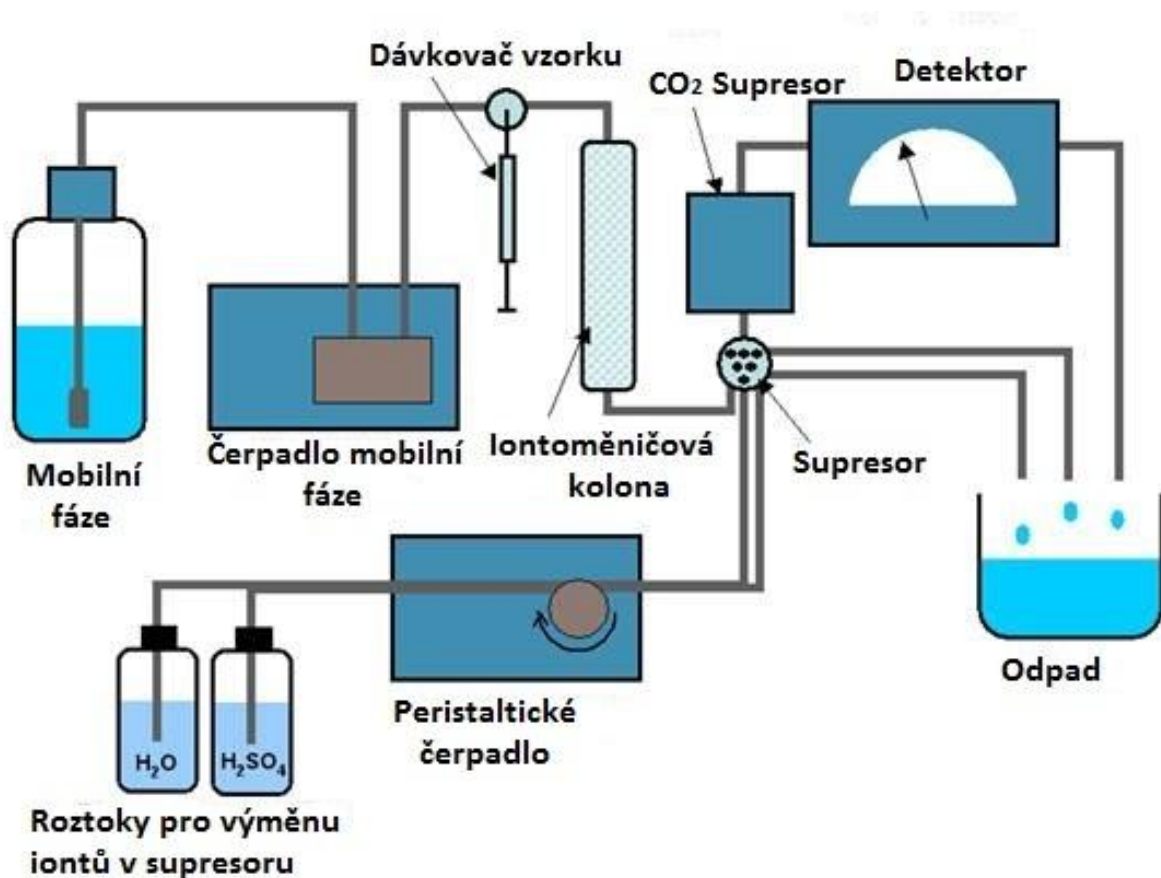 Dávkovač vzorku
CO₂ Supresor
Detektor
Mobilní
fáze
Čerpadlo mobilní
fáze
Iontoměničová
kolona
Supresor
Odpad
Peristaltické
čerpadlo
H₂O
H₂SO₄
Roztoky pro výměnu
iontů v supresoru